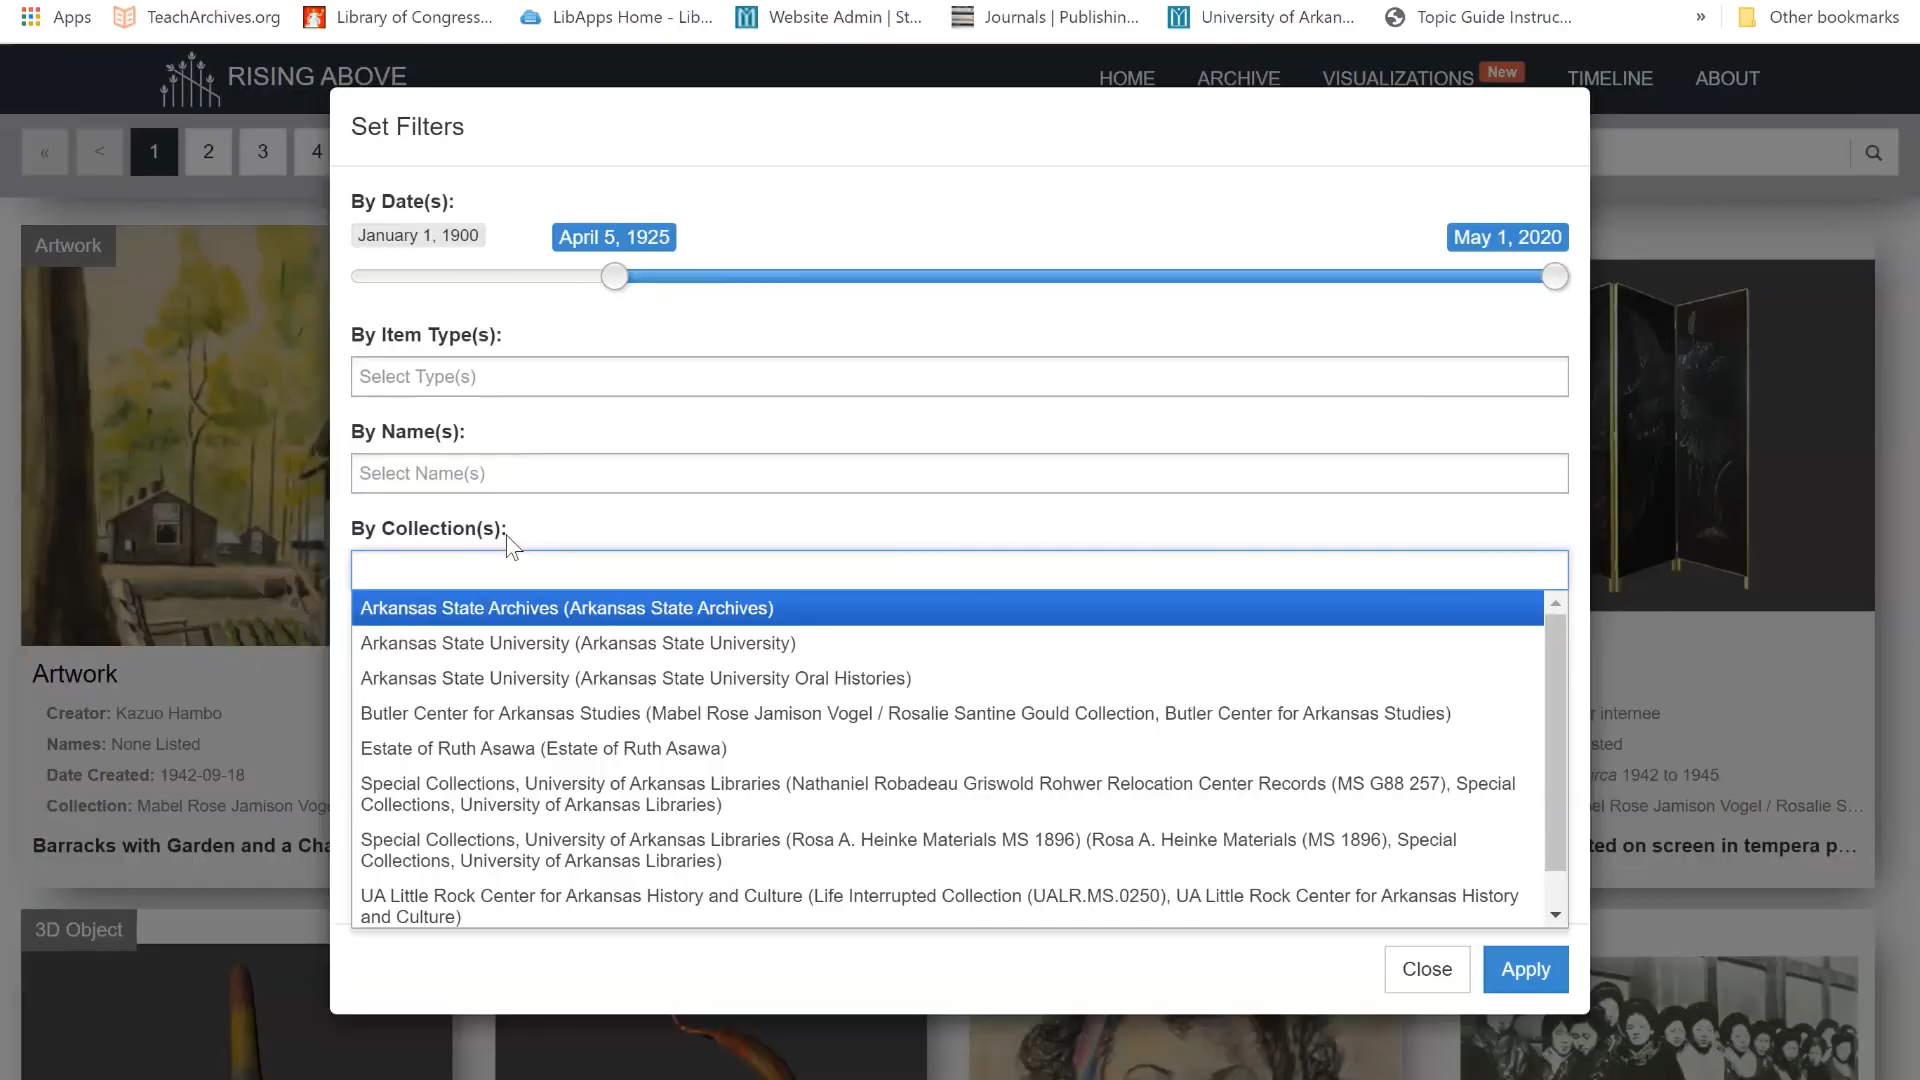 Apps TeachArchives.org Library of Congress... LibApps Home - Lib... Website Admin | St... Journals | Publishin... University of Arkan... Topic Guide Instruc... » Other bookmarks
RISING ABOVE HOME ARCHIVE VISUALIZATIONS New TIMELINE ABOUT
« < 1 2 3 4
Set Filters
By Date(s):
January 1, 1900 April 5, 1925 May 1, 2020
By Item Type(s):
Select Type(s)
By Name(s):
Select Name(s)
By Collection(s):
Arkansas State Archives (Arkansas State Archives)
Arkansas State University (Arkansas State University)
Arkansas State University (Arkansas State University Oral Histories)
Butler Center for Arkansas Studies (Mabel Rose Jamison Vogel / Rosalie Santine Gould Collection, Butler Center for Arkansas Studies)
Estate of Ruth Asawa (Estate of Ruth Asawa)
Special Collections, University of Arkansas Libraries (Nathaniel Robadeau Griswold Rohwer Relocation Center Records (MS G88 257), Special
Collections, University of Arkansas Libraries)
Special Collections, University of Arkansas Libraries (Rosa A. Heinke Materials MS 1896) (Rosa A. Heinke Materials (MS 1896), Special
Collections, University of Arkansas Libraries)
UA Little Rock Center for Arkansas History and Culture (Life Interrupted Collection (UALR.MS.0250), UA Little Rock Center for Arkansas History
and Culture)
Close Apply
Artwork
Artwork
Creator: Kazuo Hambo
Names: None Listed
Date Created: 1942-09-18
Collection: Mabel Rose Jamison Vog
Barracks with Garden and a Cha
internee
sted
circa 1942 to 1945
el Rose Jamison Vogel / Rosalie S...
ted on screen in tempera p...
3D Object